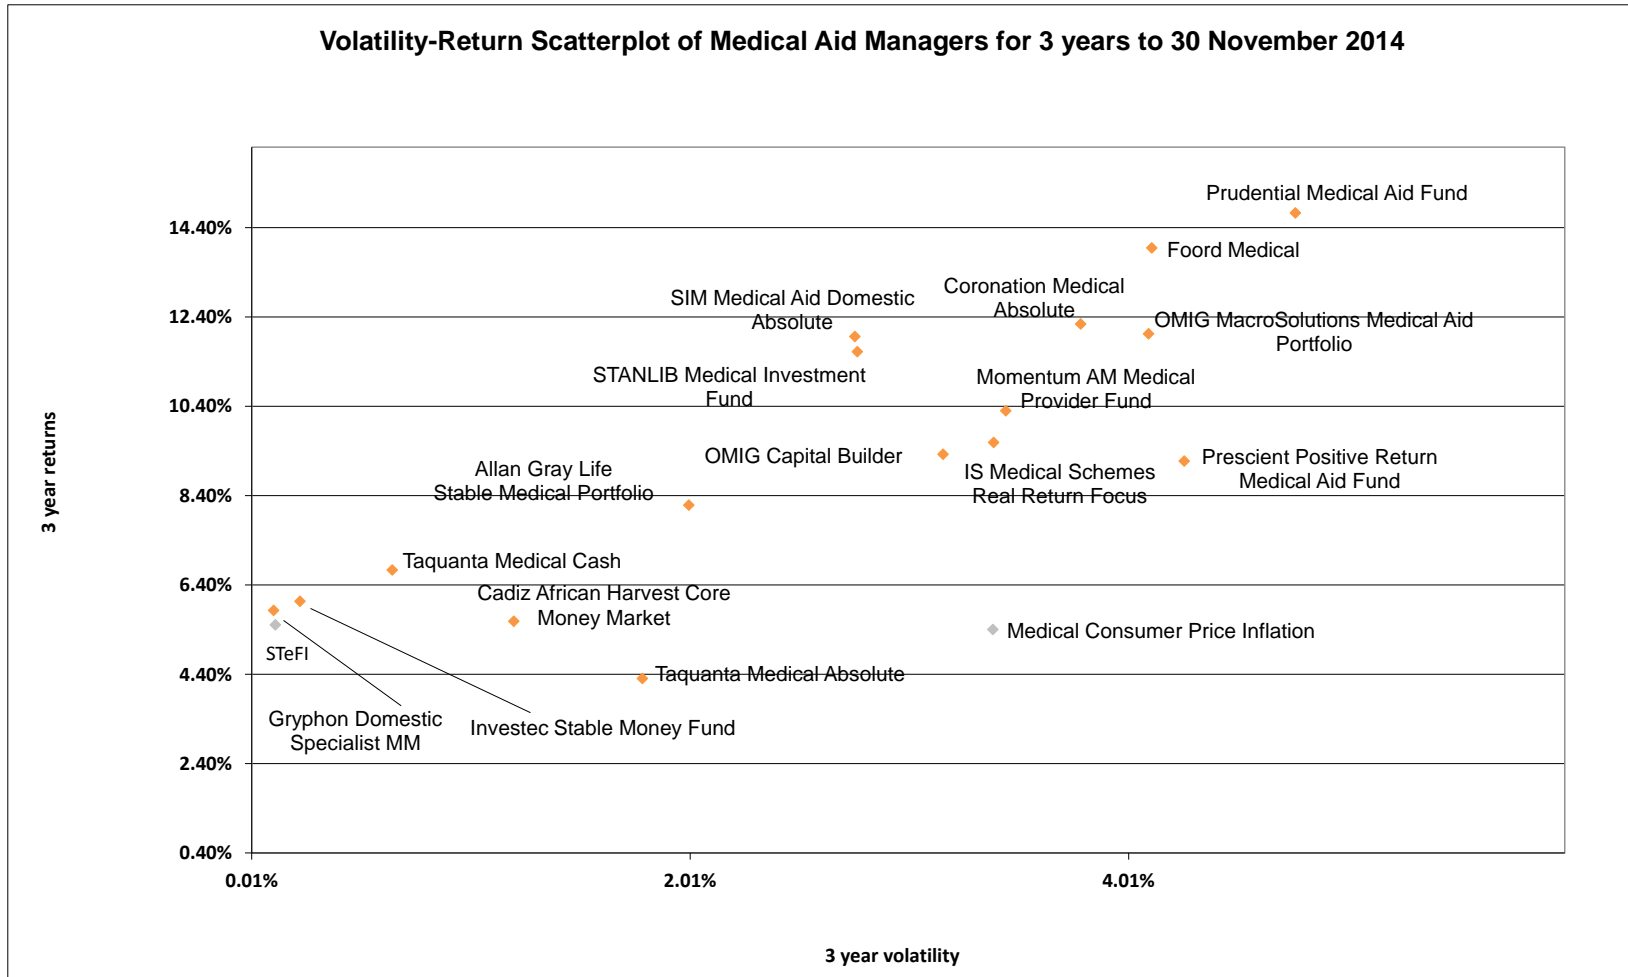 Volatility-Return Scatterplot of Medical Aid Managers for 3 years to 30 November 2014
3 year returns
14.40%
12.40%
10.40%
8.40%
6.40%
4.40%
2.40%
0.40%
Prudential Medical Aid Fund
Foord Medical
Coronation Medical
Absolute
SIM Medical Aid Domestic
Absolute
OMIG MacroSolutions Medical Aid
Portfolio
STANLIB Medical Investment
Fund
Momentum AM Medical
Provider Fund
OMIG Capital Builder
IS Medical Schemes
Real Return Focus
Prescient Positive Return
Medical Aid Fund
Allan Gray Life
Stable Medical Portfolio
Taquanta Medical Cash
Cadiz African Harvest Core
Money Market
Medical Consumer Price Inflation
STeFI
Taquanta Medical Absolute
Gryphon Domestic
Specialist MM
Investec Stable Money Fund
0.01%
2.01%
4.01%
3 year volatility